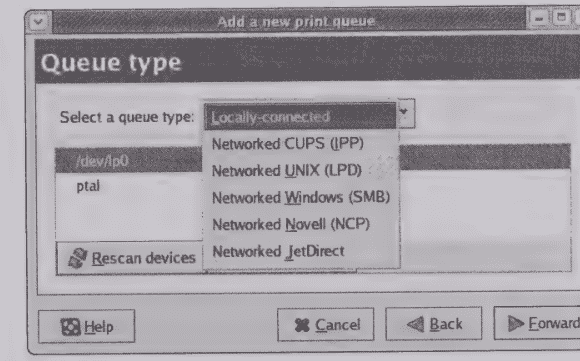 Add a new print queue
Queue type
Select a queue type: Locally-connected
Networked CUPS (IPP)
/dev/lp0
Networked UNIX (LPD)
ptal
Networked Windows (SMB)
Networked Novell (NCP)
Networked JetDirect
Rescan devices
Help
Cancel
Back
Forward